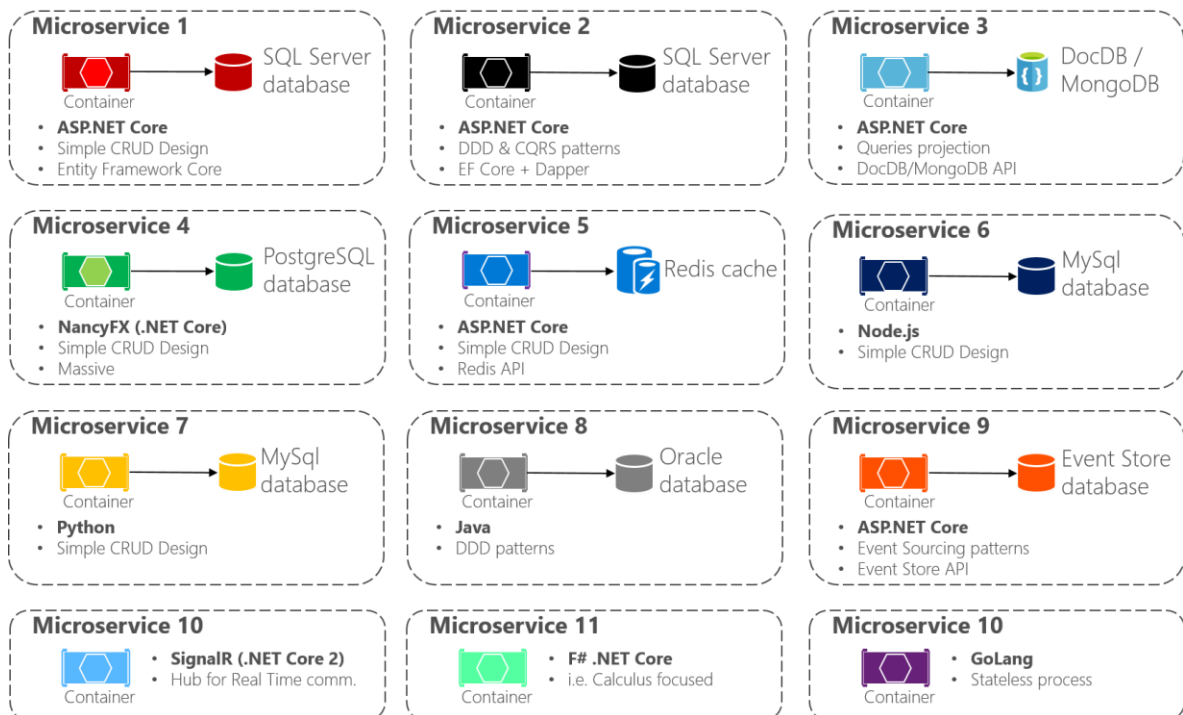 Microservice 1
SQL Server
database
Container
• ASP.NET Core
• Simple CRUD Design
• Entity Framework Core
Microservice 2
SQL Server
database
Container
• ASP.NET Core
• DDD & CQRS patterns
• EF Core + Dapper
Microservice 3
DocDB /
MongoDB
Container
• ASP.NET Core
• Queries projection
• DocDB/MongoDB API
Microservice 4
PostgreSQL
database
Container
• NancyFX (.NET Core)
• Simple CRUD Design
• Massive
Microservice 5
Redis cache
Container
• ASP.NET Core
• Simple CRUD Design
• Redis API
Microservice 6
MySql
database
Container
• Node.js
• Simple CRUD Design
Microservice 7
MySql
database
Container
• Python
• Simple CRUD Design
Microservice 8
Oracle
database
Container
• Java
• DDD patterns
Microservice 9
Event Store
database
Container
• ASP.NET Core
• Event Sourcing patterns
• Event Store API
Microservice 10
• SignalR (.NET Core 2)
• Hub for Real Time comm.
Container
Microservice 11
• F# .NET Core
• i.e. Calculus focused
Container
Microservice 10
• GoLang
• Stateless process
Container